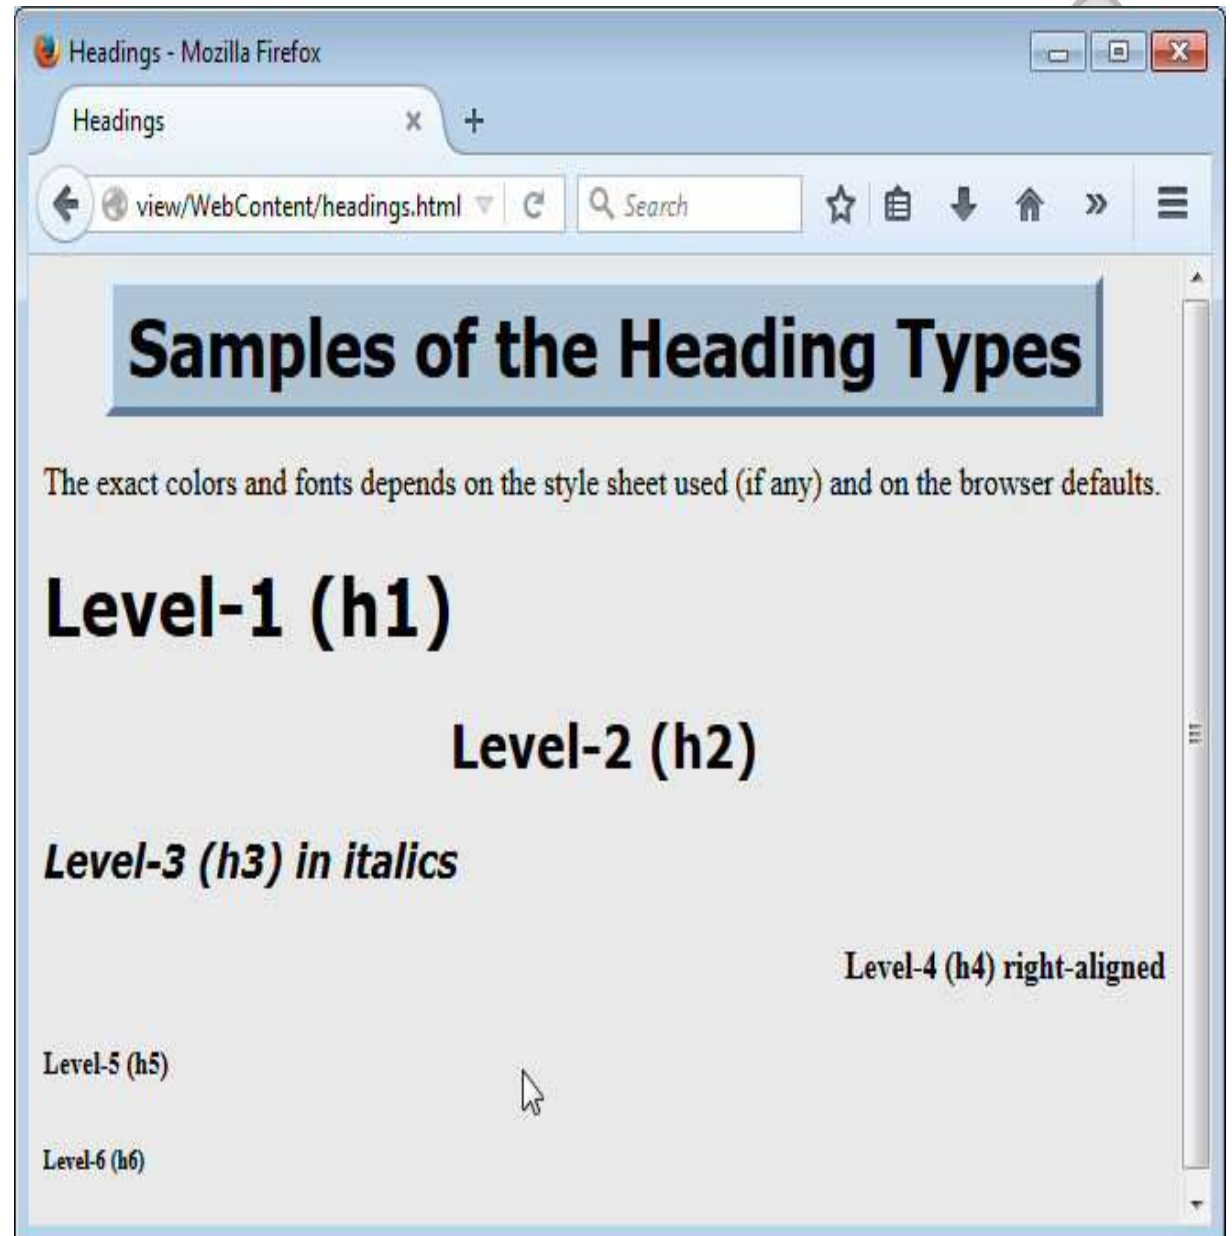 Headings - Mozilla Firefox
Headings
view/WebContent/headings.html
Search
Samples of the Heading Types
The exact colors and fonts depends on the style sheet used (if any) and on the browser defaults.
Level-1 (h1)
Level-2 (h2)
Level-3 (h3) in italics
Level-4 (h4) right-aligned
Level-5 (h5)
Level-6 (h6)